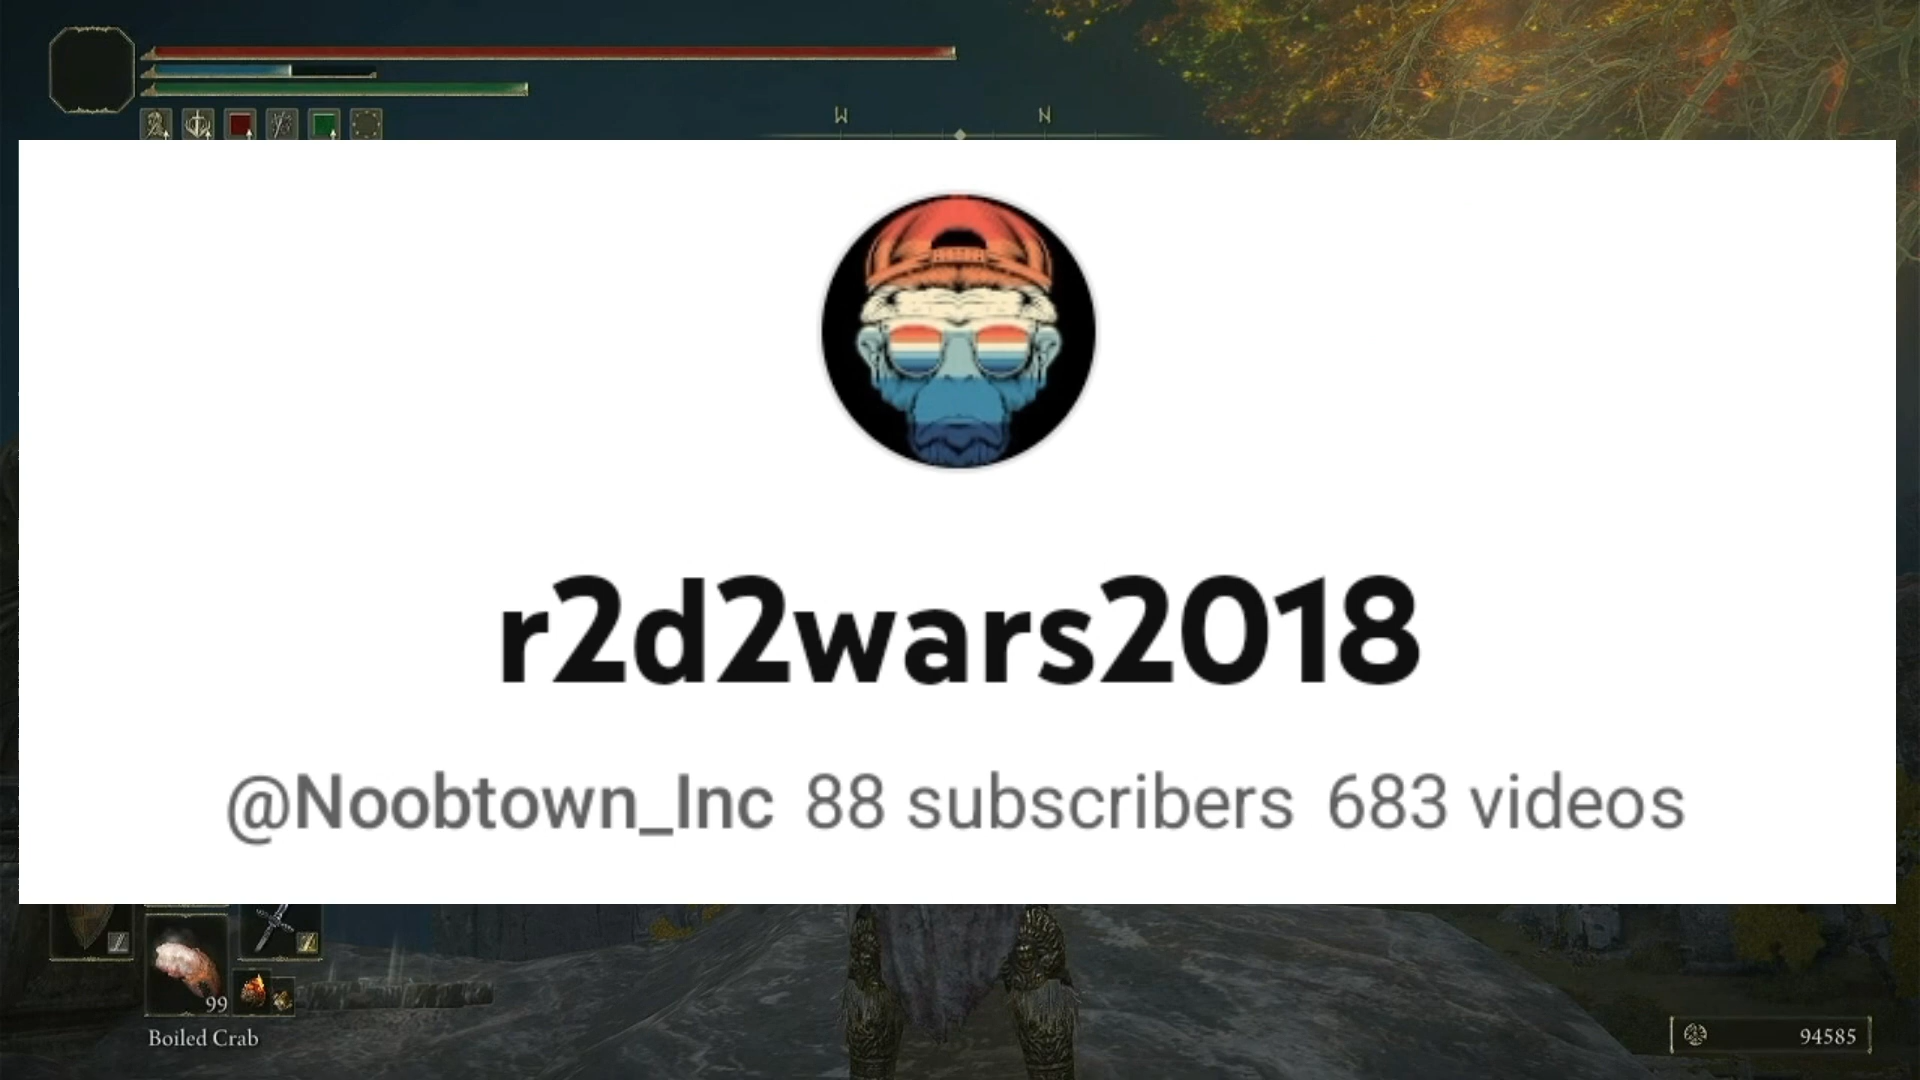 W N
r2d2wars2018
@Noobtown_Inc 88 subscribers 683 videos
99
Boiled Crab
94585